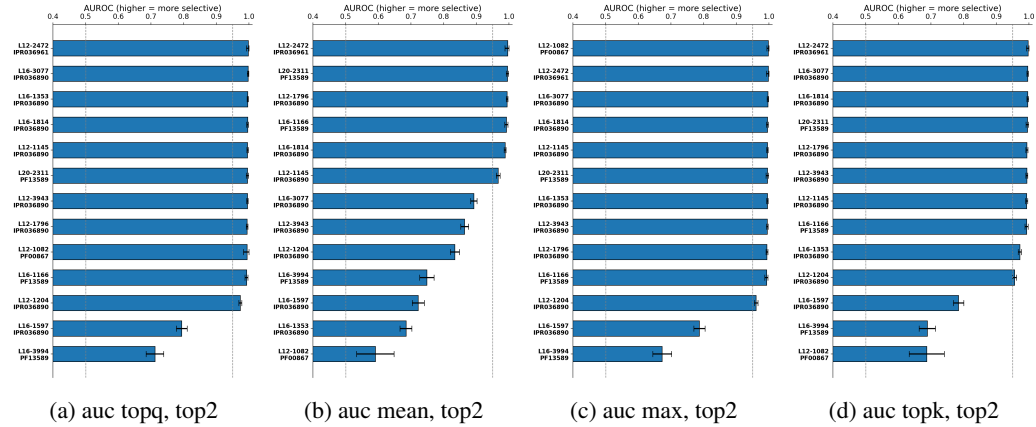 AUROC (higher = more selective)
0.4 0.5 0.6 0.7 0.8 0.9 1.0
L12-2472
IPR036961
L16-3077
IPR036890
L16-1353
IPR036890
L16-1814
IPR036890
L12-1145
IPR036890
L20-2311
PF13589
L12-3943
IPR036890
L12-1796
IPR036890
L12-1082
PF00867
L16-1166
PF13589
L12-1204
IPR036890
L16-1597
IPR036890
L16-3994
PF13589
(a) auc topq, top2
AUROC (higher = more selective)
0.4 0.5 0.6 0.7 0.8 0.9 1.0
L12-2472
IPR036961
L20-2311
PF13589
L12-1796
IPR036890
L16-1166
PF13589
L16-1814
IPR036890
L12-1145
IPR036890
L16-3077
IPR036890
L12-3943
IPR036890
L12-1204
IPR036890
L16-3994
PF13589
L16-1597
IPR036890
L16-1353
IPR036890
L12-1082
PF00867
(b) auc mean, top2
AUROC (higher = more selective)
0.4 0.5 0.6 0.7 0.8 0.9 1.0
L12-1082
PF00867
L12-2472
IPR036961
L16-3077
IPR036890
L16-1814
IPR036890
L12-1145
IPR036890
L20-2311
PF13589
L16-1353
IPR036890
L12-3943
IPR036890
L12-1796
IPR036890
L16-1166
PF13589
L12-1204
IPR036890
L16-1597
IPR036890
L16-3994
PF13589
(c) auc max, top2
AUROC (higher = more selective)
0.4 0.5 0.6 0.7 0.8 0.9 1.0
L12-2472
IPR036961
L16-3077
IPR036890
L16-1814
IPR036890
L20-2311
PF13589
L12-1796
IPR036890
L12-3943
IPR036890
L12-1145
IPR036890
L16-1166
PF13589
L16-1353
IPR036890
L12-1204
IPR036890
L16-1597
IPR036890
L16-3994
PF13589
L12-1082
PF00867
(d) auc topk, top2